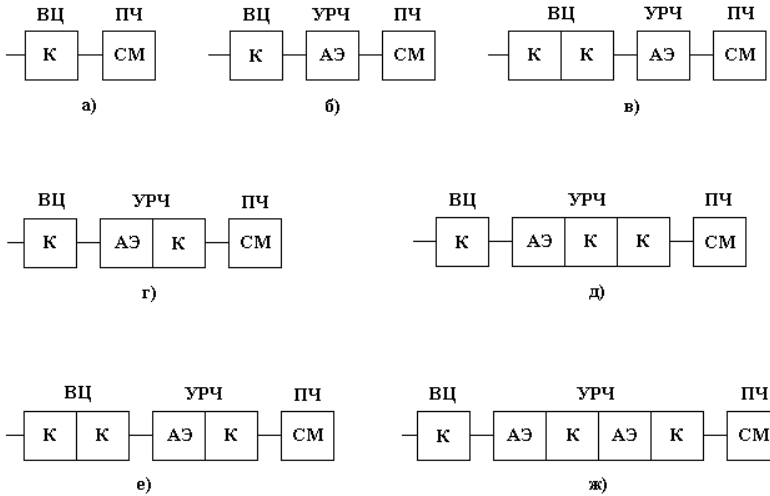 ВЦ ПЧ ВЦ УРЧ ПЧ ВЦ УРЧ ПЧ
К СМ К АЭ СМ К К АЭ СМ
а) б) в)
ВЦ УРЧ ПЧ ВЦ УРЧ ПЧ
К АЭ К СМ К АЭ К К СМ
г) д)
ВЦ УРЧ ПЧ ВЦ УРЧ ПЧ
К К АЭ К СМ К АЭ К АЭ К СМ
е) ж)